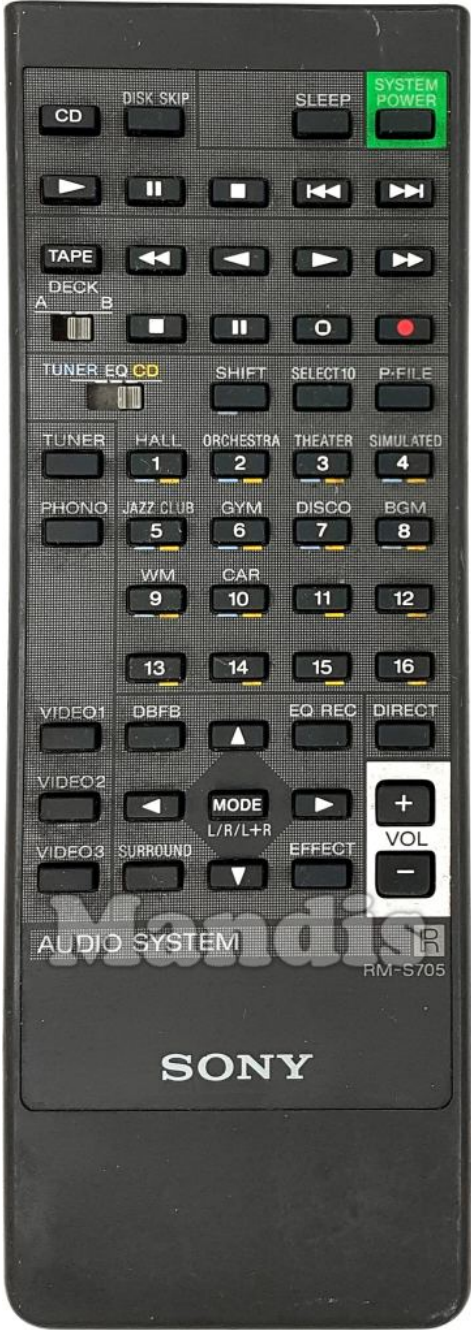 SYSTEM
DISK SKIP SLEEP POWER
CD
TAPE
DECK
A B
TUNER EQ CD SHIFT SELECT10 P·FILE
TUNER HALL ORCHESTRA THEATER SIMULATED
1 2 3 4
PHONO JAZZ CLUB GYM DISCO BGM
5 6 7 8
WM CAR
9 10 11 12
13 14 15 16
VIDEO1 DBFB EQ REC DIRECT
VIDEO2
MODE +
L/R/L+R VOL
VIDEO3 SURROUND EFFECT
−
Mandis
AUDIO SYSTEM R
RM-S705
SONY